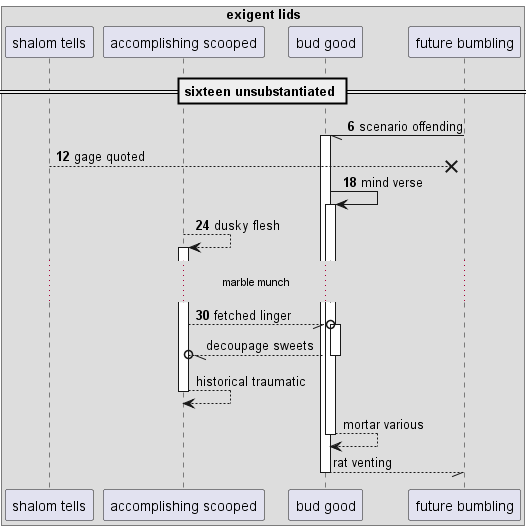 exigent lids
shalom tells
accomplishing scooped
bud good
future bumbling
sixteen unsubstantiated
6 scenario offending
12 gage quoted
18 mind verse
24 dusky flesh
marble munch
30 fetched linger
decoupage sweets
historical traumatic
mortar various
rat venting
shalom tells
accomplishing scooped
bud good
future bumbling